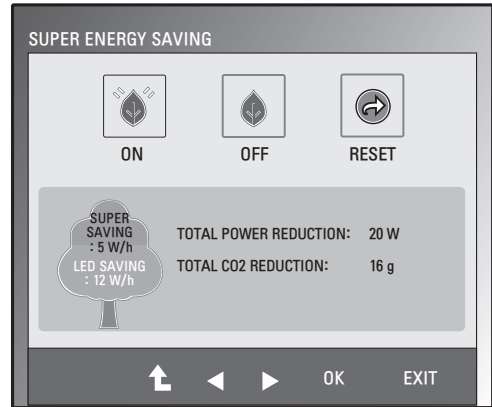 SUPER ENERGY SAVING
ON OFF RESET
SUPER
SAVING
: 5 W/h
LED SAVING
: 12 W/h
TOTAL POWER REDUCTION: 20 W
TOTAL CO2 REDUCTION: 16 g
OK EXIT